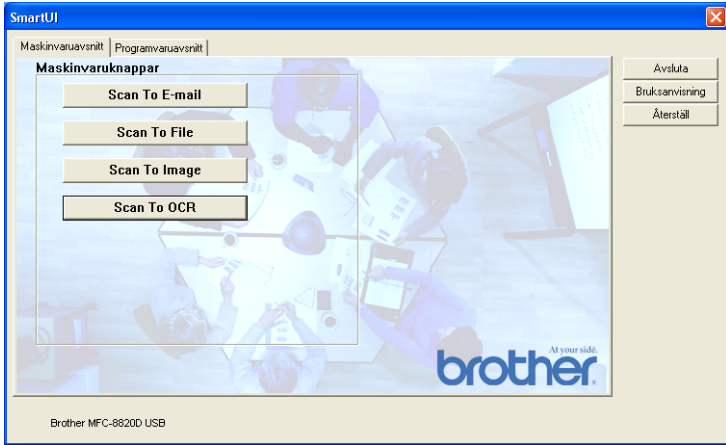 SmartUI
Maskinvaruavsnitt Programvaruavsnitt
Maskinvaruknappar
Scan To E-mail
Scan To File
Scan To Image
Scan To OCR
Avsluta
Bruksanvisning
Återställ
At your side.
brother
Brother MFC-8820D USB